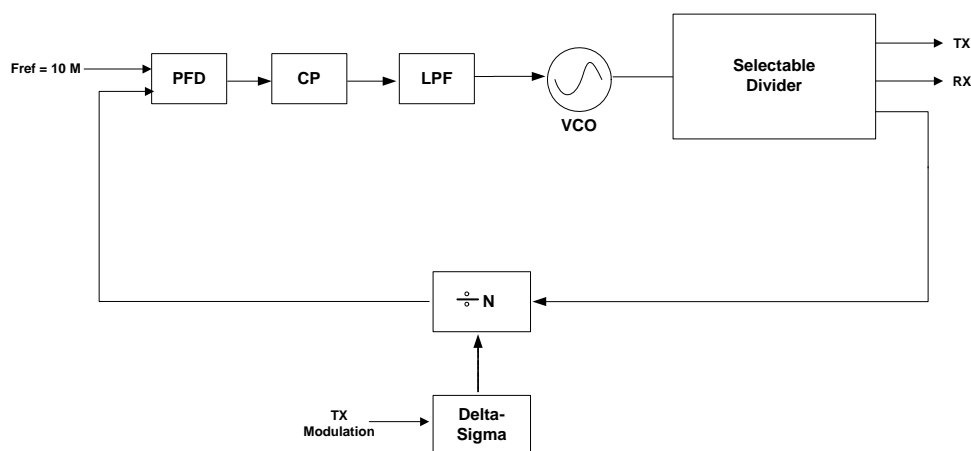 Fref = 10 M
PFD
CP
LPF
VCO
Selectable
Divider
TX
RX
÷ N
TX
Modulation
Delta-
Sigma